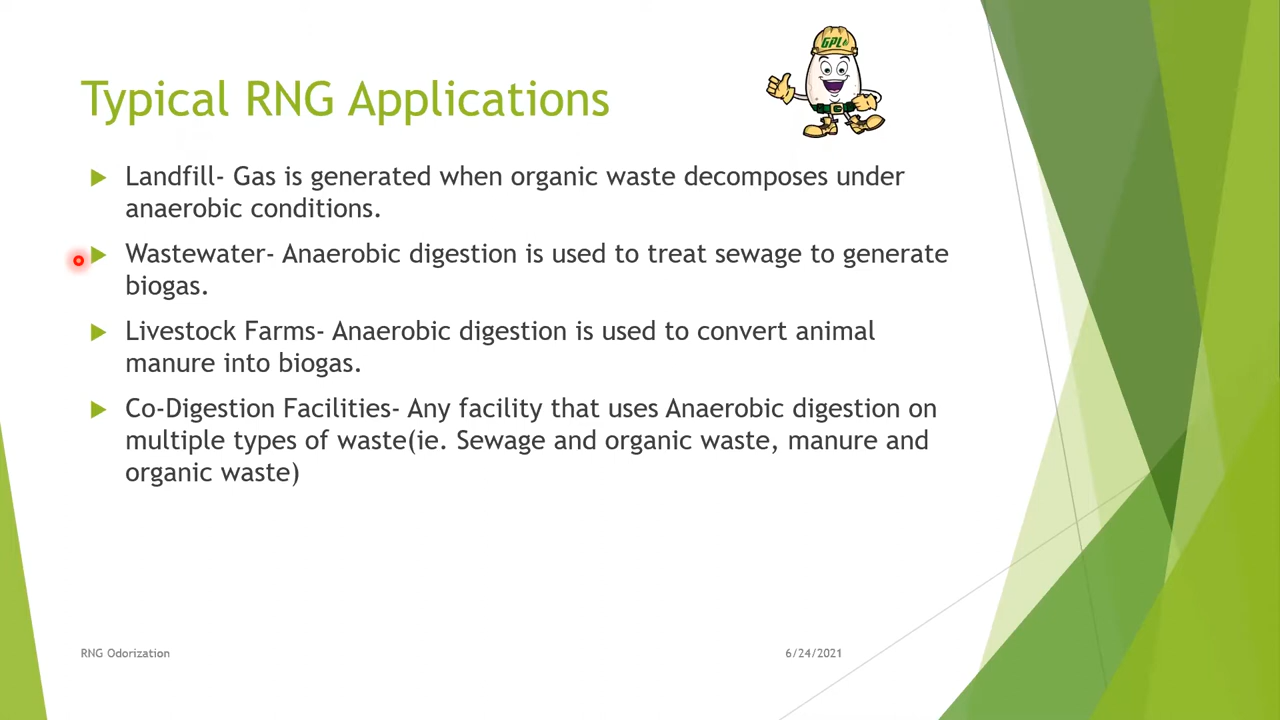 GPL
Typical RNG Applications
Landfill- Gas is generated when organic waste decomposes under
anaerobic conditions.
Wastewater- Anaerobic digestion is used to treat sewage to generate
biogas.
Livestock Farms- Anaerobic digestion is used to convert animal
manure into biogas.
Co-Digestion Facilities- Any facility that uses Anaerobic digestion on
multiple types of waste(ie. Sewage and organic waste, manure and
organic waste)
RNG Odorization
6/24/2021